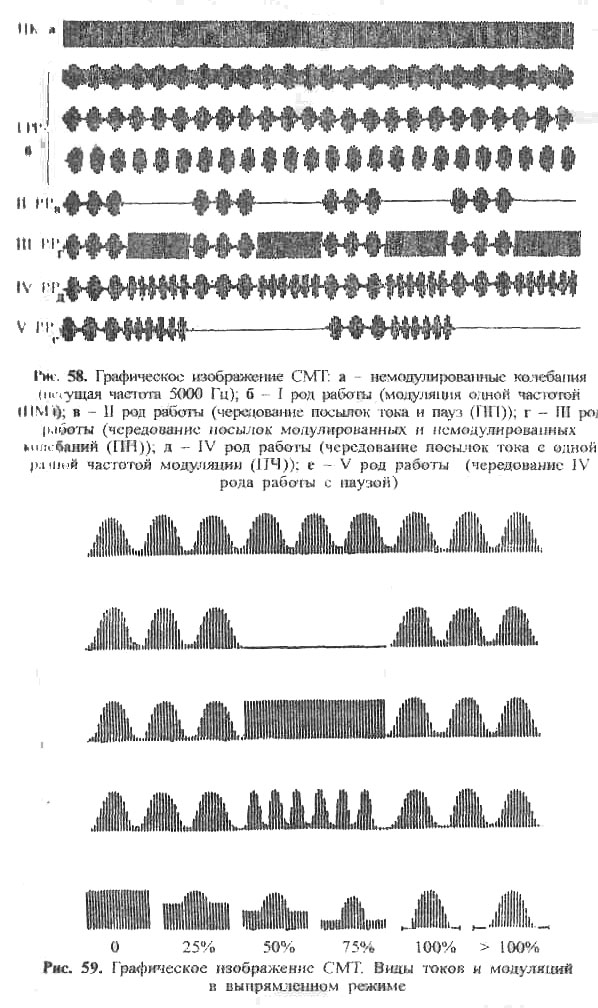 ПК а
I РР
б
II РР в
III РР г
IV РР д
V РР е
Рис. 58. Графическое изображение СМТ: а – немодулированные колебания
(несущая частота 5000 Гц); б – I род работы (модуляция одной частотой
(ПМ)); в – II род работы (чередование посылок тока и пауз (ПП)); г – III род
работы (чередование посылок модулированных и немодулированных
колебаний (ПН)); д – IV род работы (чередование посылок тока с одной
разной частотой модуляции (ПЧ)); е – V род работы (чередование IV
рода работы с паузой)
0 25% 50% 75% 100% > 100%
Рис. 59. Графическое изображение СМТ. Виды токов и модуляций
в выпрямленном режиме